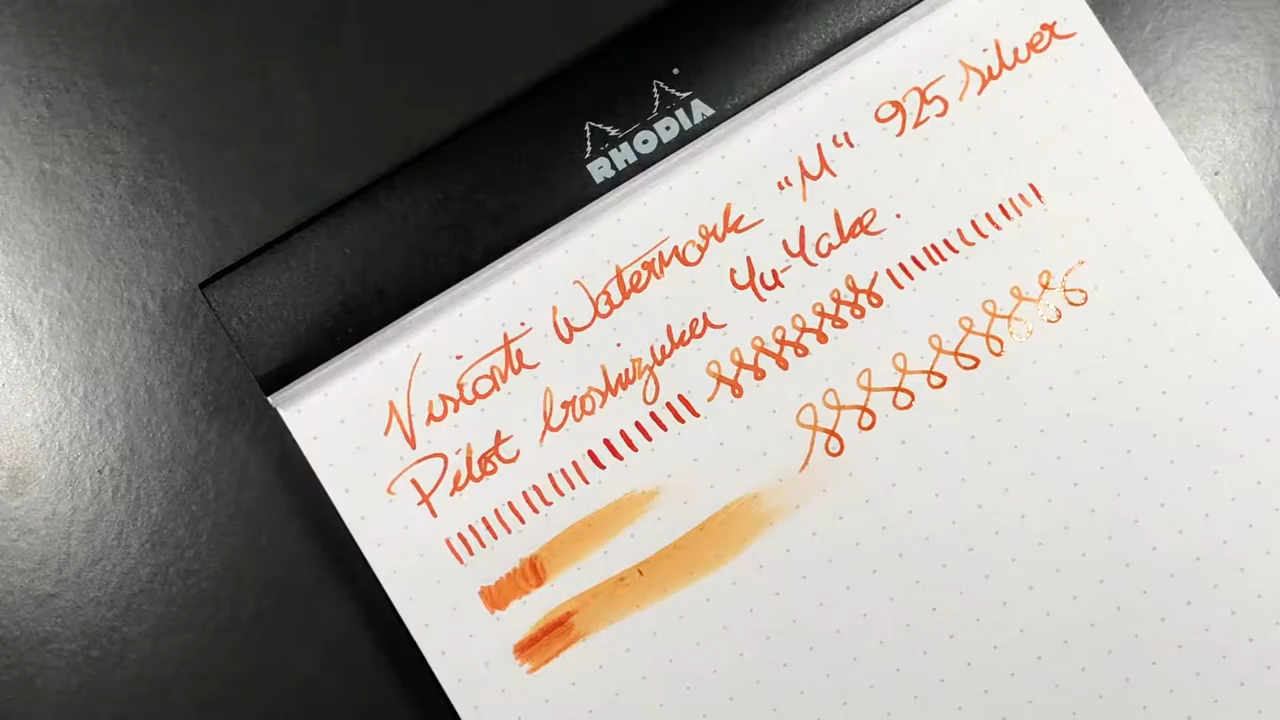 RHODIA
Visconti Watermark "M" 925 silver
Pilot Iroshizuku Yu-Yake.